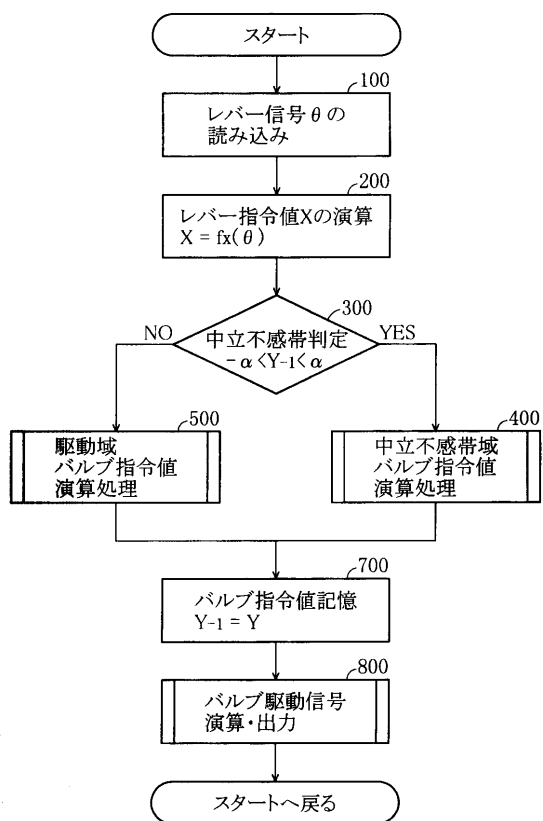 スタート
100
レバー信号θの
読み込み
200
レバー指令値Xの演算
X = fx(θ)
300
中立不感帯判定
-α<Y-1<α
NO
YES
500
駆動域
バルブ指令値
演算処理
400
中立不感帯域
バルブ指令値
演算処理
700
バルブ指令値記憶
Y-1 = Y
800
バルブ駆動信号
演算・出力
スタートへ戻る